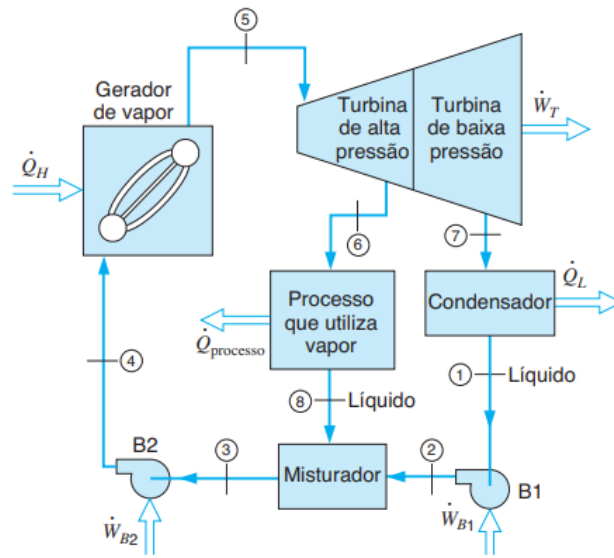 5
Gerador
de vapor
Q̇_H
Turbina
de alta
pressão
Turbina
de baixa
pressão
Ẇ_T
6
7
Processo
que utiliza
vapor
Q̇_processo
Condensador
Q̇_L
4
1
Líquido
8
Líquido
B2
3
Misturador
2
B1
Ẇ_B2
Ẇ_B1